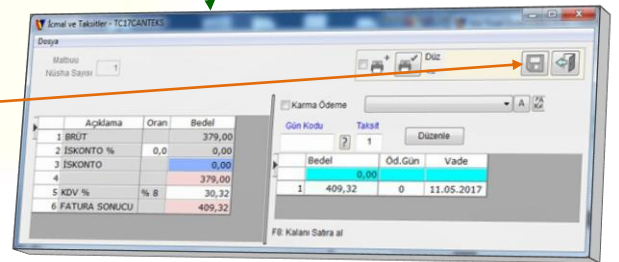 İcmal ve Taksitler - TC17CANTEKS
Dosya
Matbuu
Nüsha Sayısı 1
Düz
Karma Ödeme
A
Gün Kodu Taksit
? 1 Düzenle
Açıklama Oran Bedel
1 BRÜT 379,00
2 İSKONTO % 0,0 0,00
3 İSKONTO 0,00
4 379,00
5 KDV % % 8 30,32
6 FATURA SONUCU 409,32
Bedel Öd.Gün Vade
0,00
1 409,32 0 11.05.2017
F8: Kalanı Satıra al